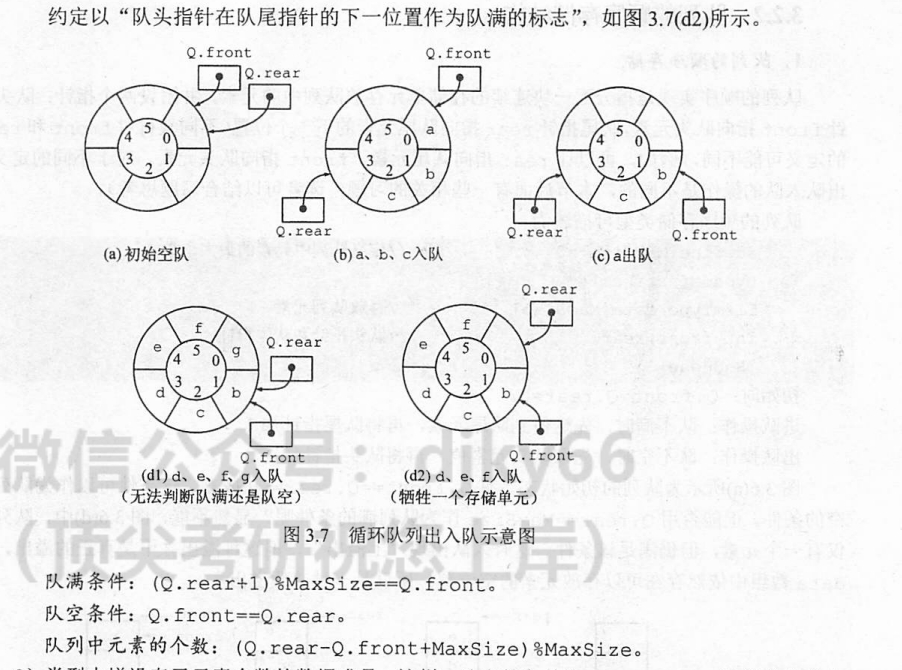 约定以“队头指针在队尾指针的下一位置作为队满的标志”，如图3.7(d2)所示。
Q.front
Q.rear
5
4 0
3 1
2
(a) 初始空队
Q.front
a
5
4 0
3 1
2
b
c
Q.rear
(b) a、b、c入队
5
4 0
3 1
2
b
c
Q.rear
Q.front
(c) a出队
f
e g
5
4 0
3 1
2
d b
c
Q.rear
Q.front
(d1) d、e、f、g入队
（无法判断队满还是队空）
Q.rear
f
e
5
4 0
3 1
2
d b
c
Q.front
(d2) d、e、f入队
（牺牲一个存储单元）
图3.7 循环队列出入队示意图
微信公众号：djky66
（顶尖考研祝您上岸）
队满条件：(Q.rear+1)%MaxSize==Q.front。
队空条件：Q.front==Q.rear。
队列中元素的个数：(Q.rear-Q.front+MaxSize)%MaxSize。